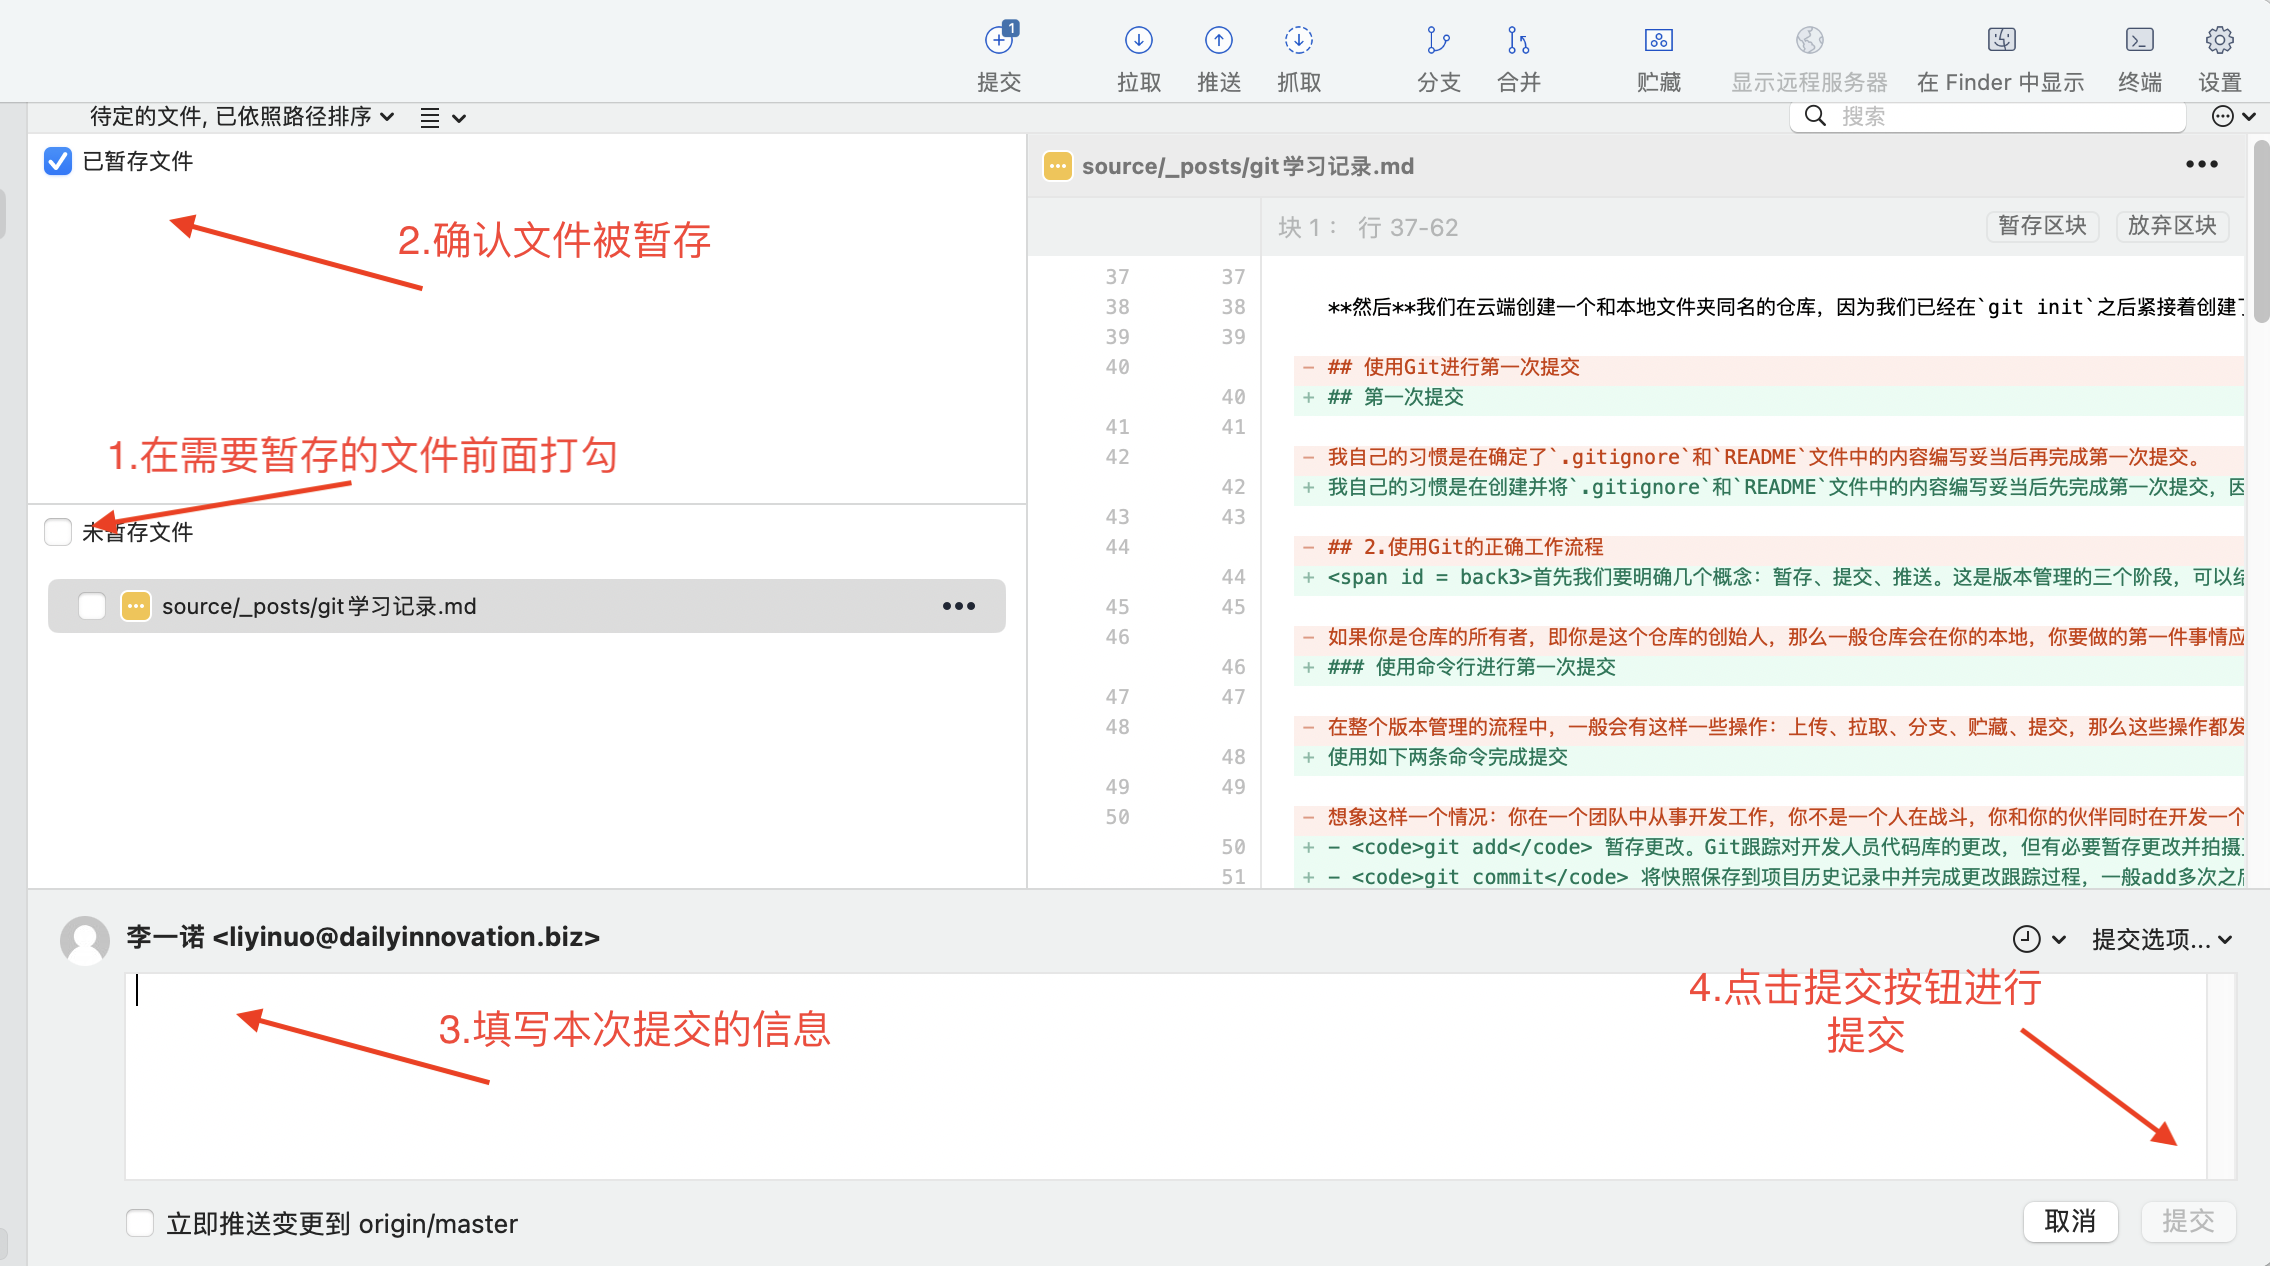 1
提交
拉取
推送
抓取
分支
合并
贮藏
显示远程服务器
在 Finder 中显示
终端
设置
待定的文件, 已依照路径排序
搜索
已暂存文件
2.确认文件被暂存
1.在需要暂存的文件前面打勾
未暂存文件
source/_posts/git学习记录.md
source/_posts/git学习记录.md
块 1： 行 37-62
暂存区块
放弃区块
37 37
38 38 **然后**我们在云端创建一个和本地文件夹同名的仓库，因为我们已经在`git init`之后紧接着创建
39 39
40 - ## 使用Git进行第一次提交
40 + ## 第一次提交
41 41
42 - 我自己的习惯是在确定了`.gitignore`和`README`文件中的内容编写妥当后再完成第一次提交。
42 + 我自己的习惯是在创建并将`.gitignore`和`README`文件中的内容编写妥当后先完成第一次提交，因
43 43
44 - ## 2.使用Git的正确工作流程
44 + <span id = back3>首先我们要明确几个概念：暂存、提交、推送。这是版本管理的三个阶段，可以
45 45
46 - 如果你是仓库的所有者，即你是这个仓库的创始人，那么一般仓库会在你的本地，你要做的第一件事情应
46 + ### 使用命令行进行第一次提交
47 47
48 - 在整个版本管理的流程中，一般会有这样一些操作：上传、拉取、分支、贮藏、提交，那么这些操作都发
48 + 使用如下两条命令完成提交
49 49
50 - 想象这样一个情况：你在一个团队中从事开发工作，你不是一个人在战斗，你和你的伙伴同时在开发一个
50 + - <code>git add</code> 暂存更改。Git跟踪对开发人员代码库的更改，但有必要暂存更改并拍摄
51 + - <code>git commit</code> 将快照保存到项目历史记录中并完成更改跟踪过程，一般add多次之后
李一诺 <liyinuo@dailyinnovation.biz>
提交选项...
3.填写本次提交的信息
4.点击提交按钮进行
提交
立即推送变更到 origin/master
取消
提交